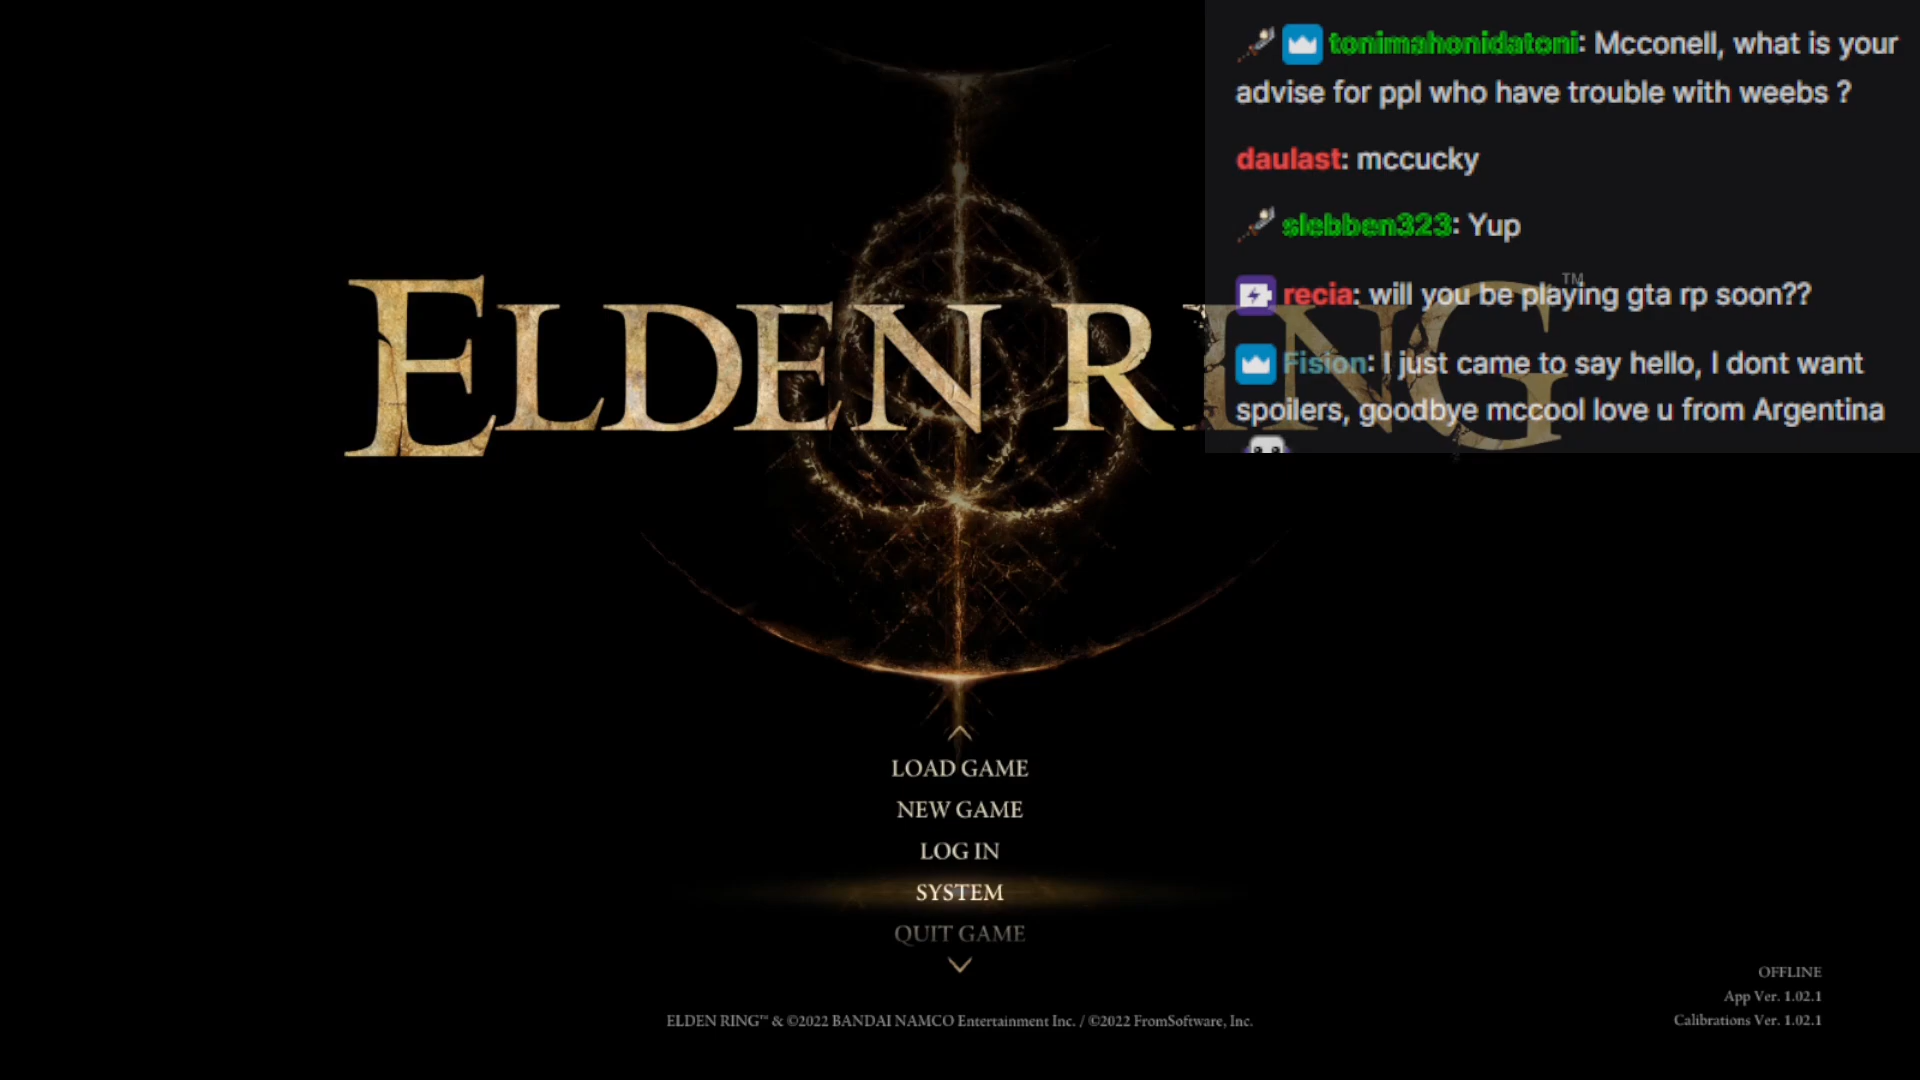 tonimahonidatoni: Mcconell, what is your
advise for ppl who have trouble with weebs ?
daulast: mccucky
slebben323: Yup
recia: will you be playing gta rp soon??
Fision: I just came to say hello, I dont want
spoilers, goodbye mccool love u from Argentina
ELDEN RING™
LOAD GAME
NEW GAME
LOG IN
SYSTEM
QUIT GAME
OFFLINE
App Ver. 1.02.1
Calibrations Ver. 1.02.1
ELDEN RING™ & ©2022 BANDAI NAMCO Entertainment Inc. / ©2022 FromSoftware, Inc.